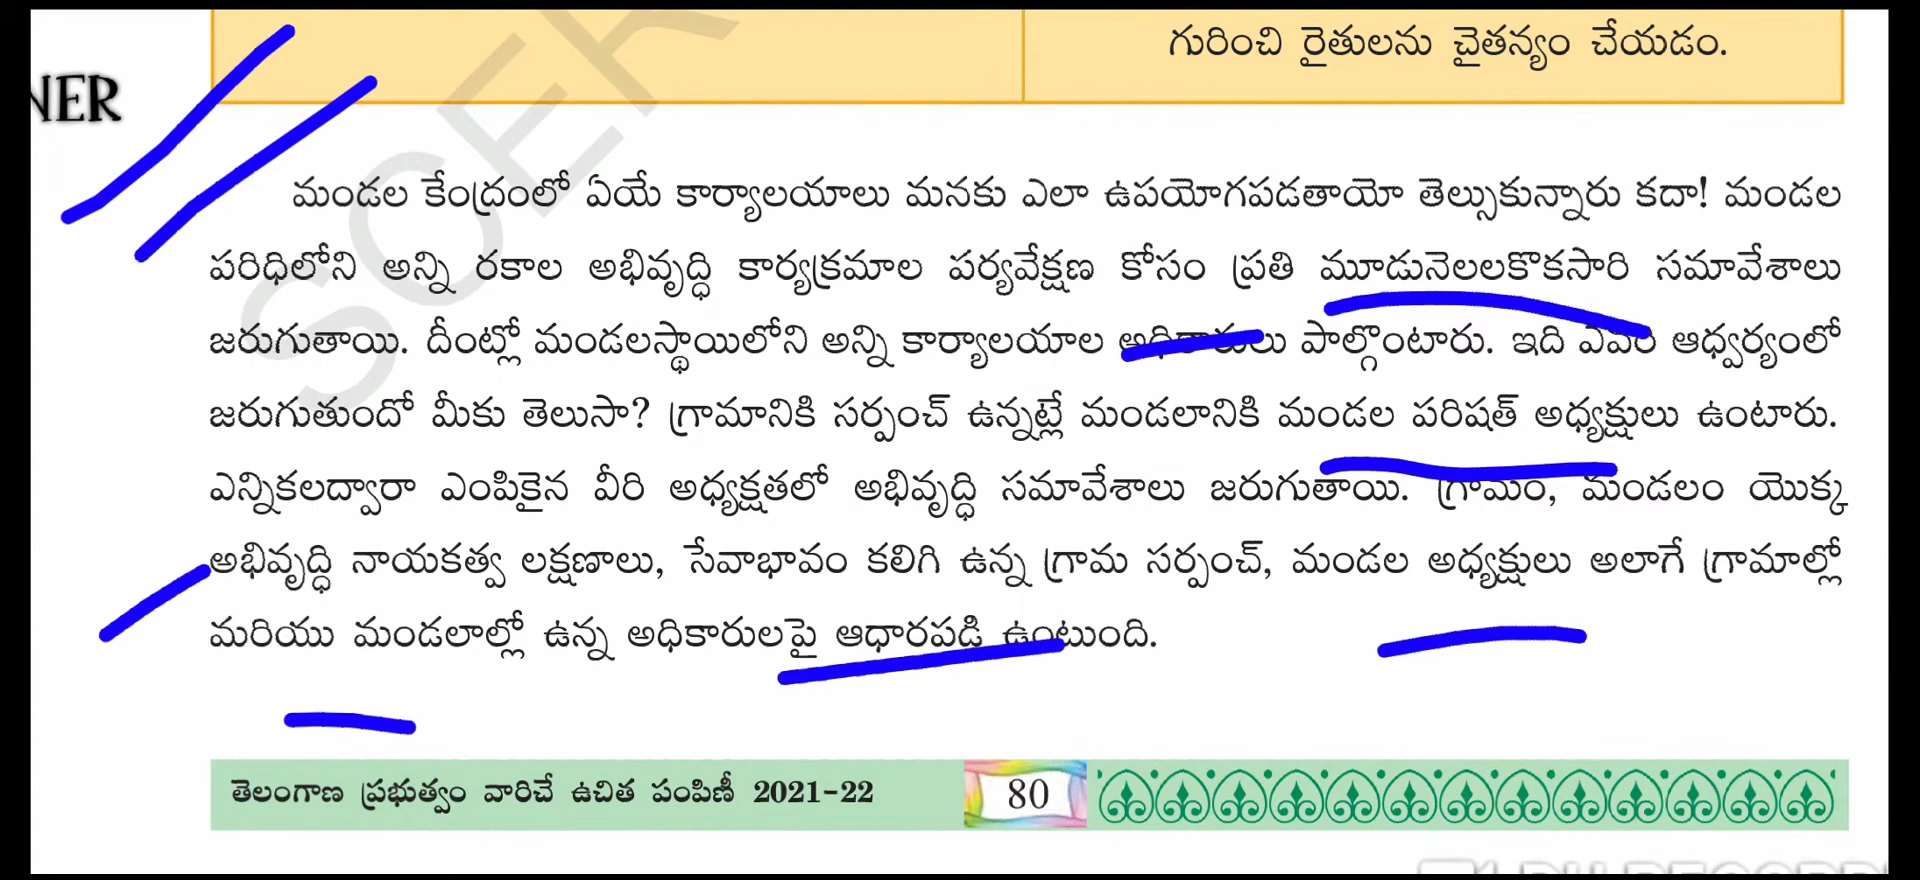 గురించి రైతులను చైతన్యం చేయడం.
NER
SCER
మండల కేంద్రంలో ఏయే కార్యాలయాలు మనకు ఎలా ఉపయోగపడతాయో తెల్సుకున్నారు కదా! మండల
పరిధిలోని అన్ని రకాల అభివృద్ధి కార్యక్రమాల పర్యవేక్షణ కోసం ప్రతి మూడునెలలకొకసారి సమావేశాలు
జరుగుతాయి. దీంట్లో మండలస్థాయిలోని అన్ని కార్యాలయాల అధికారులు పాల్గొంటారు. ఇది ఎవరి ఆధ్వర్యంలో
జరుగుతుందో మీకు తెలుసా? గ్రామానికి సర్పంచ్ ఉన్నట్లే మండలానికి మండల పరిషత్ అధ్యక్షులు ఉంటారు.
ఎన్నికలద్వారా ఎంపికైన వీరి అధ్యక్షతలో అభివృద్ధి సమావేశాలు జరుగుతాయి. గ్రామం, మండలం యొక్క
అభివృద్ధి నాయకత్వ లక్షణాలు, సేవాభావం కలిగి ఉన్న గ్రామ సర్పంచ్, మండల అధ్యక్షులు అలాగే గ్రామాల్లో
మరియు మండలాల్లో ఉన్న అధికారులపై ఆధారపడి ఉంటుంది.
తెలంగాణ ప్రభుత్వం వారిచే ఉచిత పంపిణీ 2021-22
80